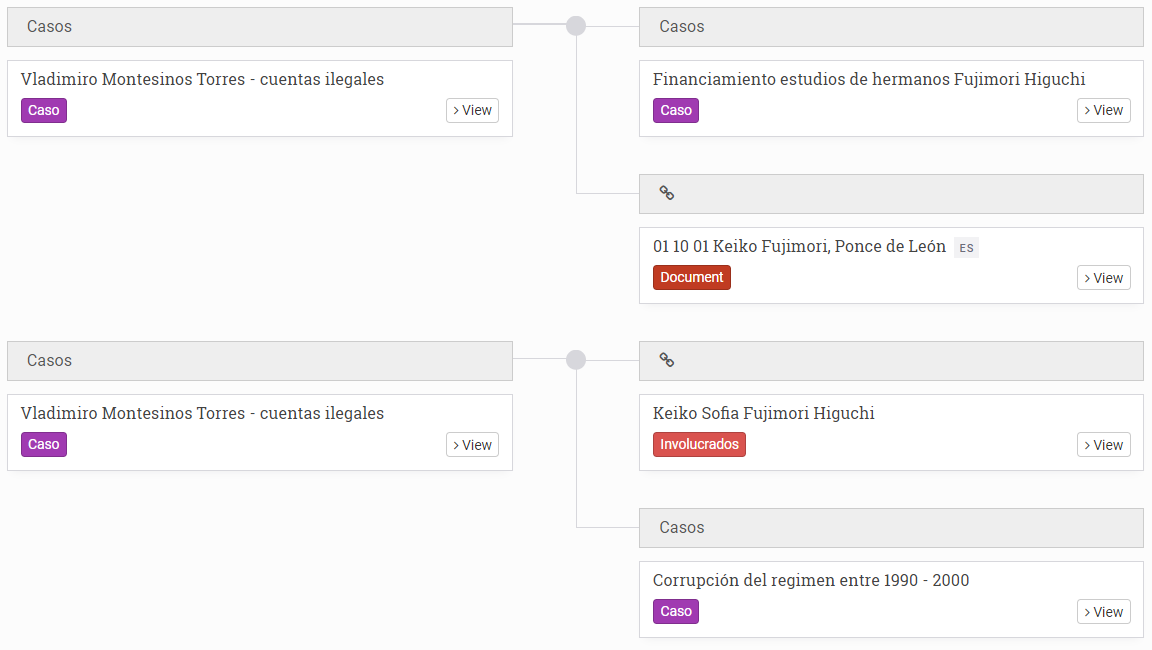 Casos
Vladimiro Montesinos Torres - cuentas ilegales
Caso
View
Casos
Financiamiento estudios de hermanos Fujimori Higuchi
Caso
View
01 10 01 Keiko Fujimori, Ponce de León ES
Document
View
Casos
Vladimiro Montesinos Torres - cuentas ilegales
Caso
View
Keiko Sofia Fujimori Higuchi
Involucrados
View
Casos
Corrupción del regimen entre 1990 - 2000
Caso
View